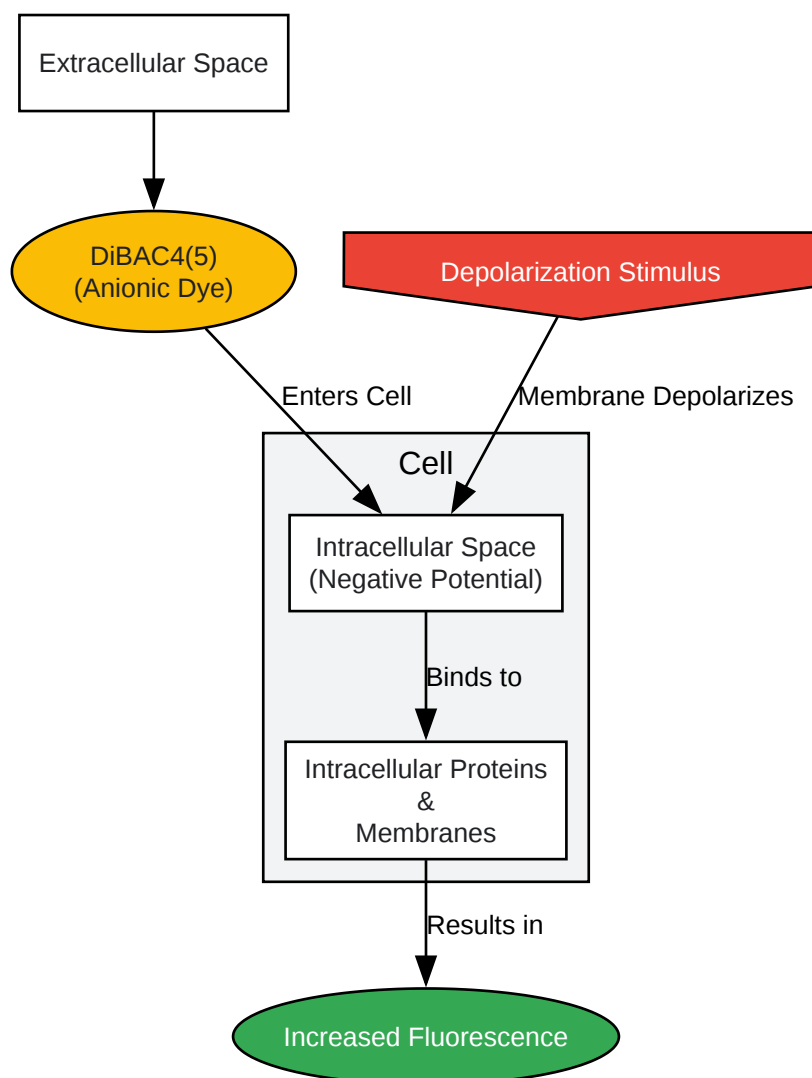 Extracellular Space
DiBAC4(5)
(Anionic Dye)
Depolarization Stimulus
Enters Cell
Membrane Depolarizes
Cell
Intracellular Space
(Negative Potential)
Binds to
Intracellular Proteins
&
Membranes
Results in
Increased Fluorescence